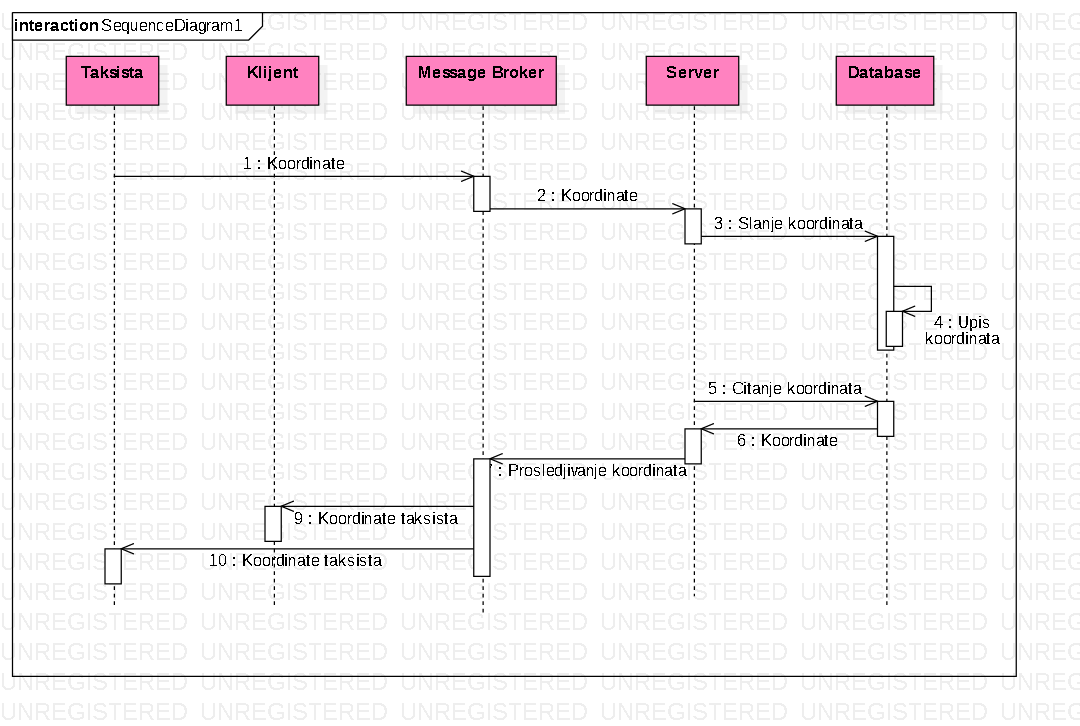 interaction SequenceDiagram1
Taksista
Klijent
Message Broker
Server
Database
1 : Koordinate
2 : Koordinate
3 : Slanje koordinata
4 : Upis
koordinata
5 : Citanje koordinata
6 : Koordinate
: Prosledjivanje koordinata
9 : Koordinate taksista
10 : Koordinate taksista
UNREGISTERED